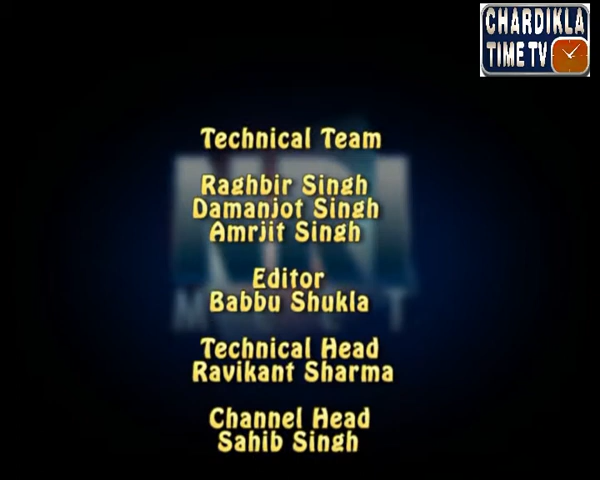 CHARDIKLA
TIME TV
Technical Team
Raghbir Singh
Damanjot Singh
Amrjit Singh
NRI
Editor
Babbu Shukla
Technical Head
Ravikant Sharma
Channel Head
Sahib Singh